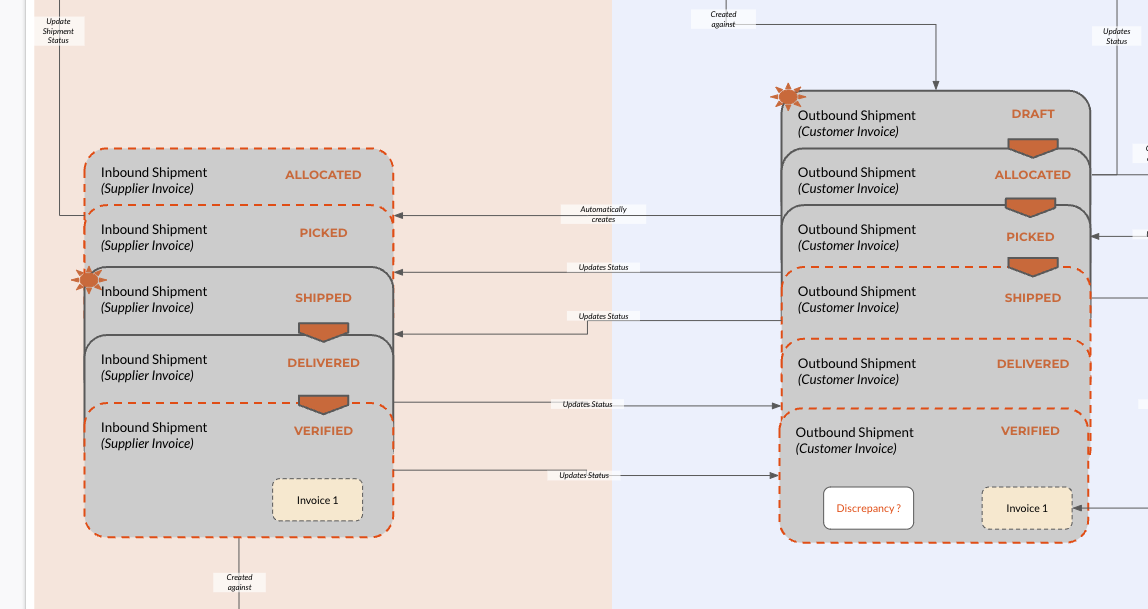 Update
Shipment
Status
Created
against
Updates
Status
Outbound Shipment
(Customer Invoice)
DRAFT
Inbound Shipment
(Supplier Invoice)
ALLOCATED
Outbound Shipment
(Customer Invoice)
ALLOCATED
Automatically
creates
Inbound Shipment
(Supplier Invoice)
PICKED
Outbound Shipment
(Customer Invoice)
PICKED
Updates Status
Inbound Shipment
(Supplier Invoice)
SHIPPED
Outbound Shipment
(Customer Invoice)
SHIPPED
Updates Status
Inbound Shipment
(Supplier Invoice)
DELIVERED
Outbound Shipment
(Customer Invoice)
DELIVERED
Updates Status
Inbound Shipment
(Supplier Invoice)
VERIFIED
Outbound Shipment
(Customer Invoice)
VERIFIED
Updates Status
Invoice 1
Discrepancy ?
Invoice 1
Created
against